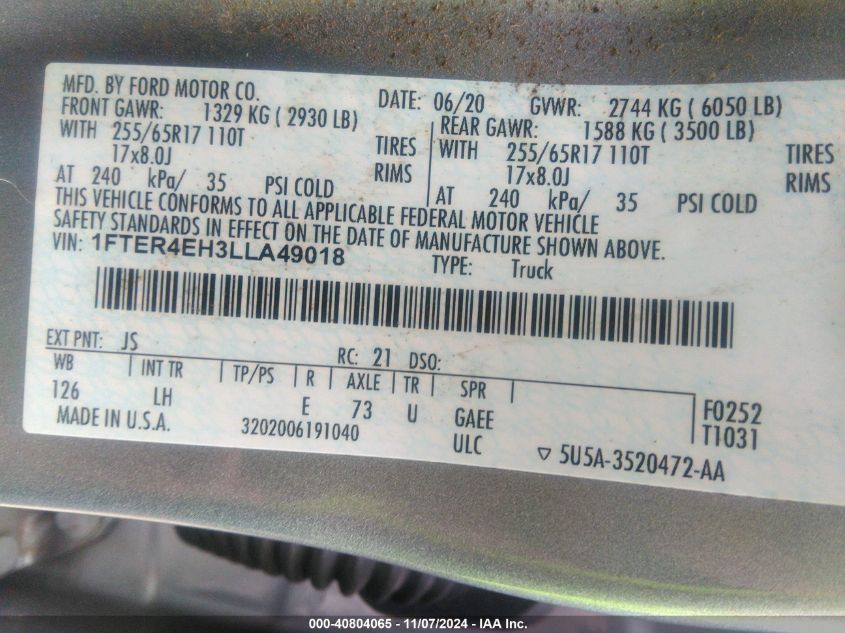 MFD. BY FORD MOTOR CO. DATE: 06/20 GVWR: 2744 KG ( 6050 LB)
FRONT GAWR: 1329 KG ( 2930 LB) REAR GAWR: 1588 KG ( 3500 LB)
WITH 255/65R17 110T TIRES WITH 255/65R17 110T TIRES
17x8.0J RIMS 17x8.0J RIMS
AT 240 kPa/ 35 PSI COLD AT 240 kPa/ 35 PSI COLD
THIS VEHICLE CONFORMS TO ALL APPLICABLE FEDERAL MOTOR VEHICLE
SAFETY STANDARDS IN EFFECT ON THE DATE OF MANUFACTURE SHOWN ABOVE.
VIN: 1FTER4EH3LLA49018 TYPE: Truck
EXT PNT: JS RC: 21 DSO:
WB INT TR TP/PS R AXLE TR SPR
126 LH E 73 U GAEE F0252
MADE IN U.S.A. 3202006191040 ULC T1031
5U5A-3520472-AA
000-40804065 - 11/07/2024 - IAA Inc.